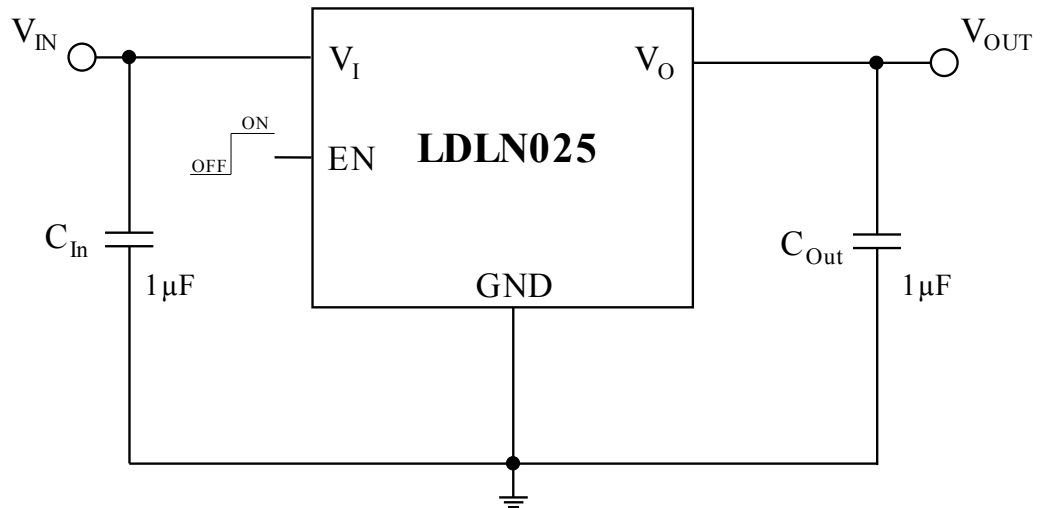 V_IN
V_OUT
V_I
V_O
ON
OFF
EN
LDLN025
C_In
1µF
C_Out
1µF
GND